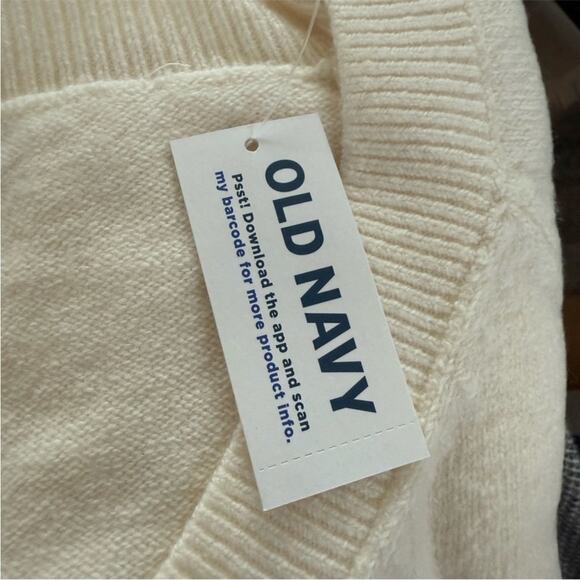 OLD NAVY
Psst! Download the app and scan
my barcode for more product info.